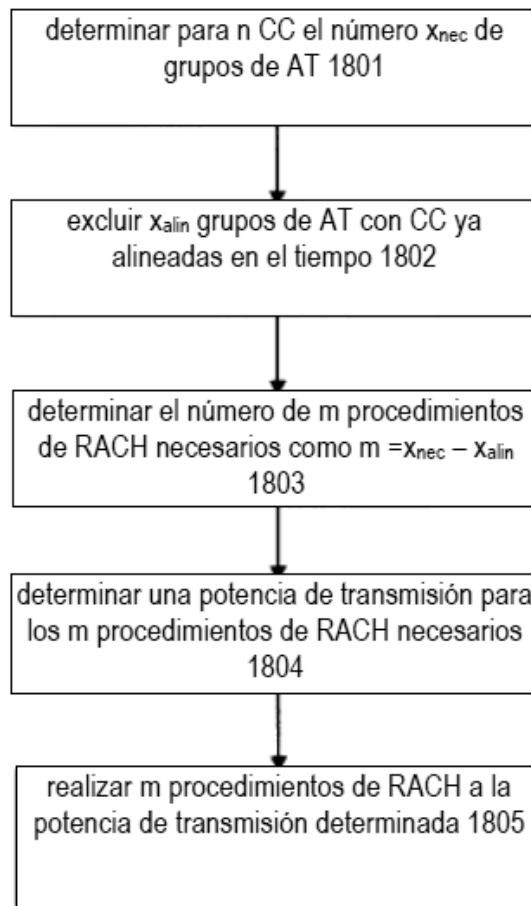 determinar para n CC el número xnec de
grupos de AT 1801
excluir xalin grupos de AT con CC ya
alineadas en el tiempo 1802
determinar el número de m procedimientos
de RACH necesarios como m =xnec – xalin
1803
determinar una potencia de transmisión para
los m procedimientos de RACH necesarios
1804
realizar m procedimientos de RACH a la
potencia de transmisión determinada 1805